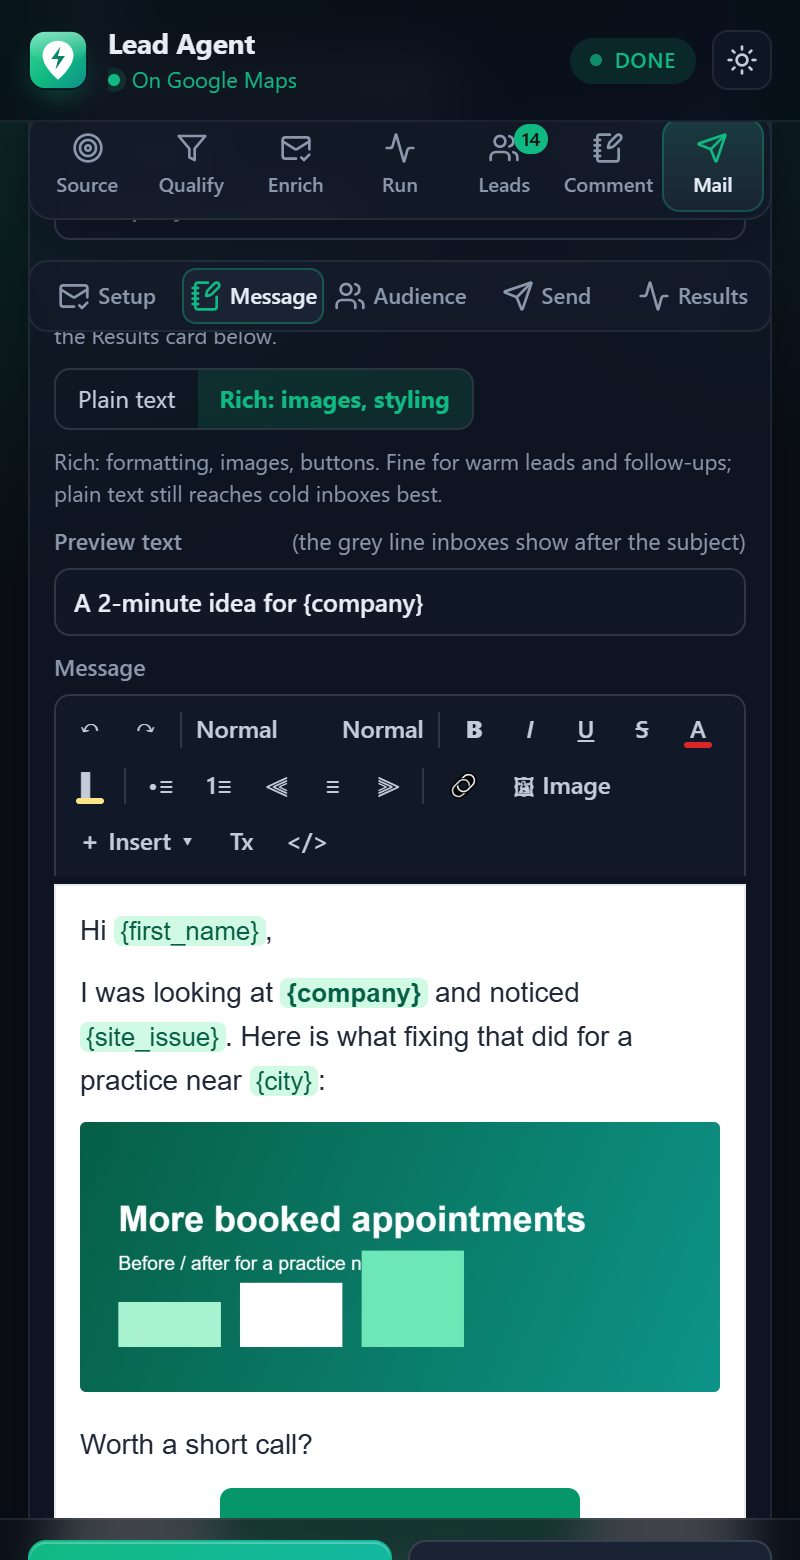 Lead Agent
On Google Maps
DONE
Source
Qualify
Enrich
Run
Leads
14
Comment
Mail
Setup
Message
Audience
Send
Results
the Results card below.
Plain text
Rich: images, styling
Rich: formatting, images, buttons. Fine for warm leads and follow-ups;
plain text still reaches cold inboxes best.
Preview text
(the grey line inboxes show after the subject)
A 2-minute idea for {company}
Message
Normal
Normal
B
I
U
S
A
Image
+ Insert ▼
Tx
</>
Hi {first_name},
I was looking at {company} and noticed
{site_issue}. Here is what fixing that did for a
practice near {city}:
More booked appointments
Before / after for a practice n
Worth a short call?